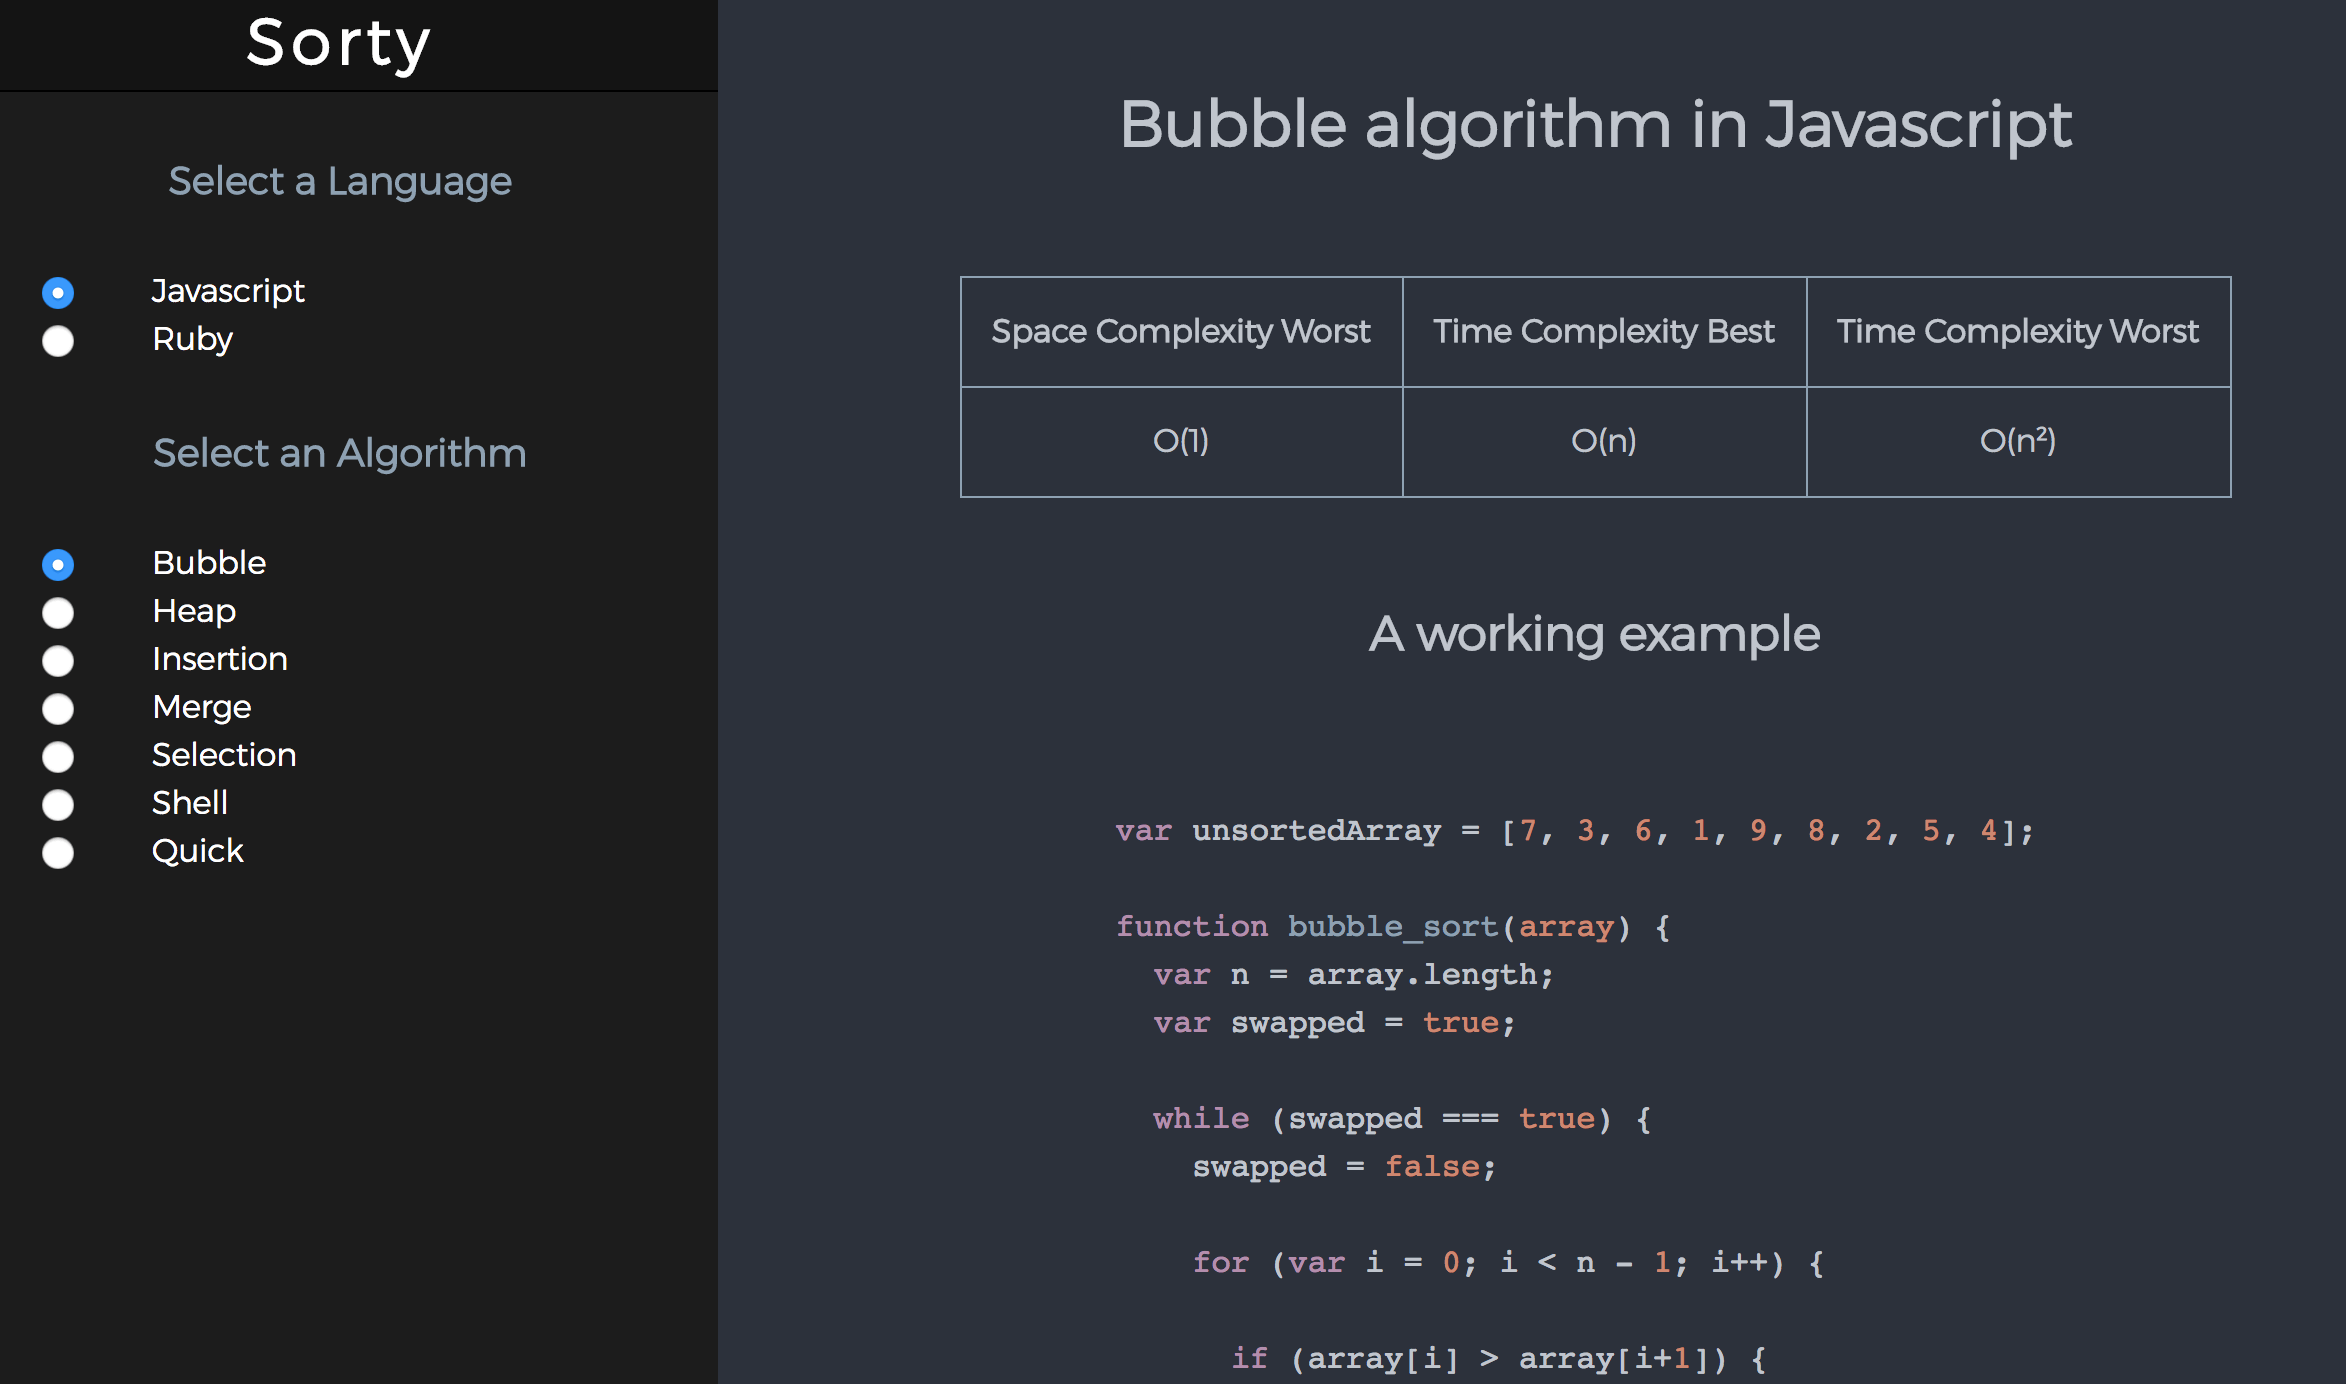 Sorty
Select a Language
Javascript
Ruby
Select an Algorithm
Bubble
Heap
Insertion
Merge
Selection
Shell
Quick
Bubble algorithm in Javascript
Space Complexity Worst Time Complexity Best Time Complexity Worst
O(1) O(n) O(n²)
A working example
var unsortedArray = [7, 3, 6, 1, 9, 8, 2, 5, 4];
function bubble_sort(array) {
  var n = array.length;
  var swapped = true;
  while (swapped === true) {
    swapped = false;
    for (var i = 0; i < n - 1; i++) {
      if (array[i] > array[i+1]) {